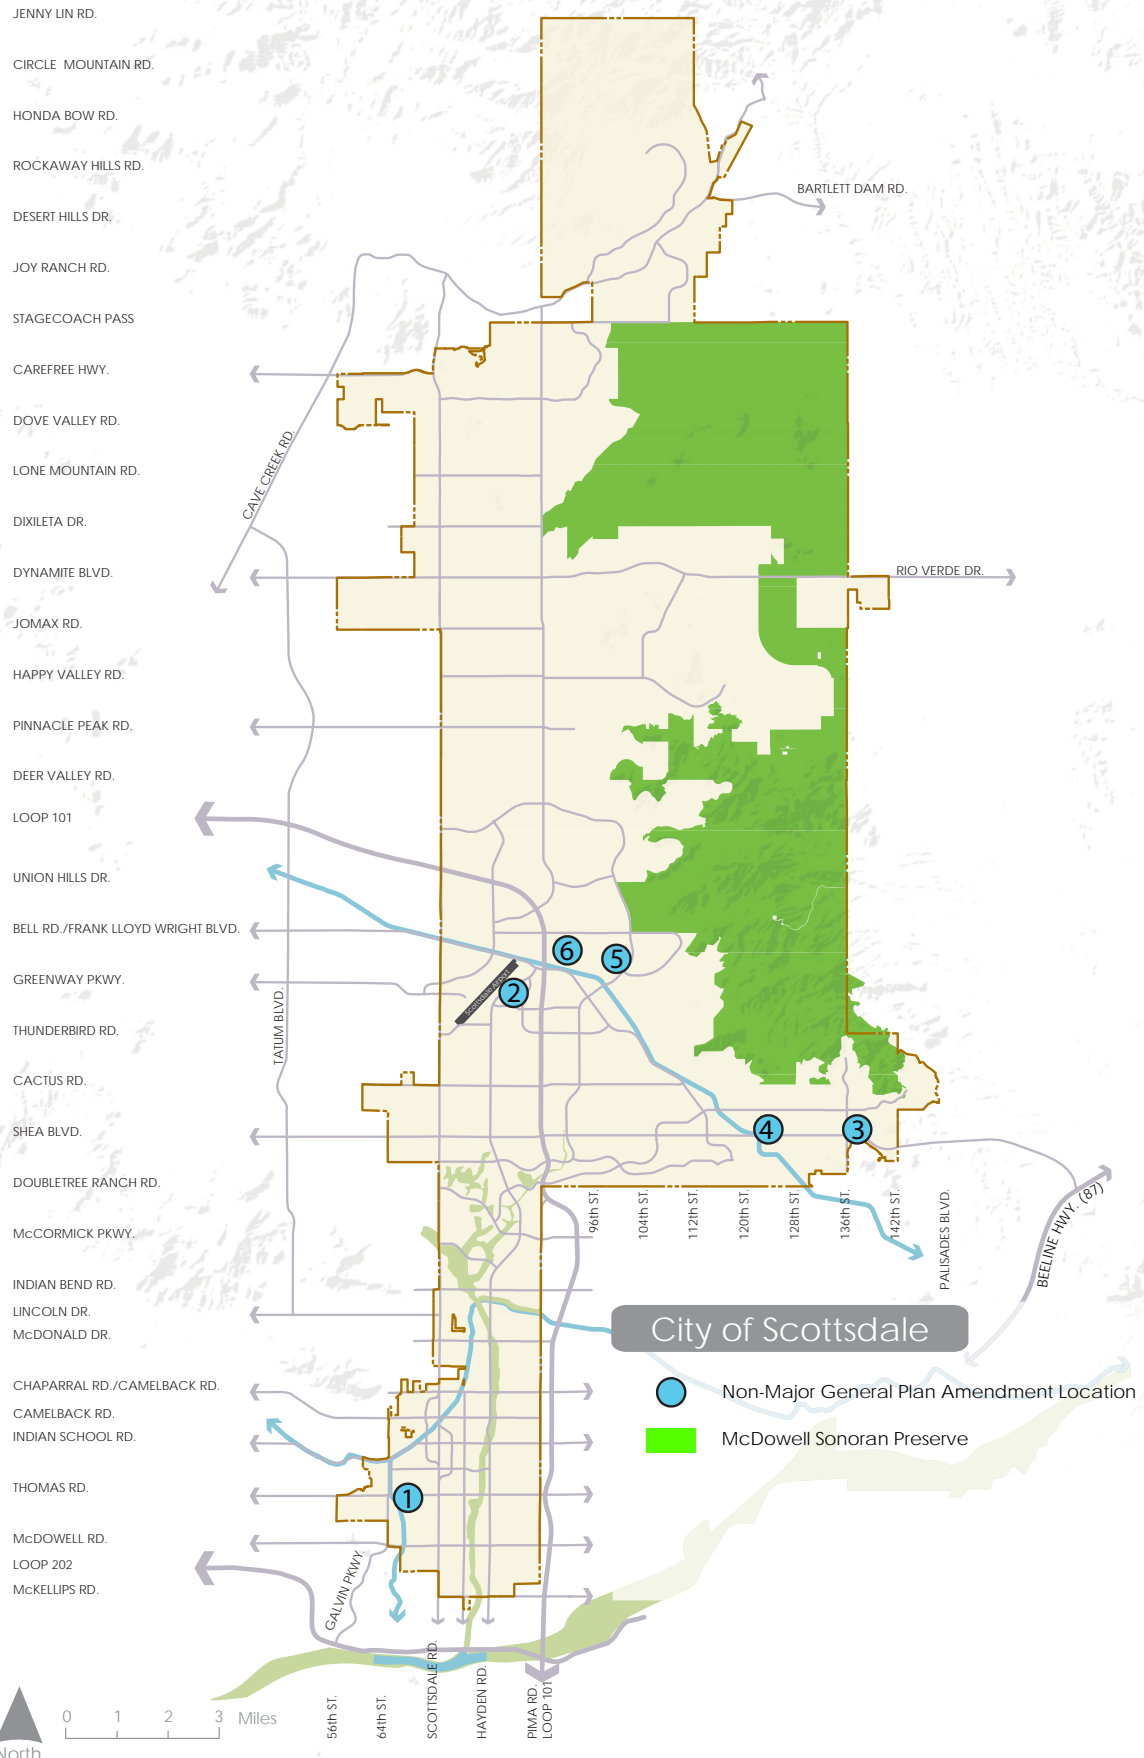 JENNY LIN RD.
CIRCLE MOUNTAIN RD.
HONDA BOW RD.
ROCKAWAY HILLS RD.
BARTLETT DAM RD.
DESERT HILLS DR.
JOY RANCH RD.
STAGECOACH PASS
CAREFREE HWY.
DOVE VALLEY RD.
CAVE CREEK RD.
LONE MOUNTAIN RD.
DIXILETA DR.
DYNAMITE BLVD.
RIO VERDE DR.
JOMAX RD.
HAPPY VALLEY RD.
PINNACLE PEAK RD.
DEER VALLEY RD.
LOOP 101
UNION HILLS DR.
BELL RD./FRANK LLOYD WRIGHT BLVD.
6
5
GREENWAY PKWY.
2
Scottsdale Airport
TATUM BLVD.
THUNDERBIRD RD.
CACTUS RD.
SHEA BLVD.
4
3
DOUBLETREE RANCH RD.
96th ST.
104th ST.
112th ST.
120th ST.
128th ST.
136th ST.
142th ST.
PALISADES BLVD.
BEELINE HWY. (87)
McCORMICK PKWY.
INDIAN BEND RD.
LINCOLN DR.
McDONALD DR.
City of Scottsdale
CHAPARRAL RD./CAMELBACK RD.
Non-Major General Plan Amendment Location
CAMELBACK RD.
INDIAN SCHOOL RD.
McDowell Sonoran Preserve
THOMAS RD.
1
McDOWELL RD.
LOOP 202
McKELLIPS RD.
GALVIN PKWY.
56th ST.
64th ST.
SCOTTSDALE RD.
HAYDEN RD.
PIMA RD.
LOOP 101
0 1 2 3 Miles
North